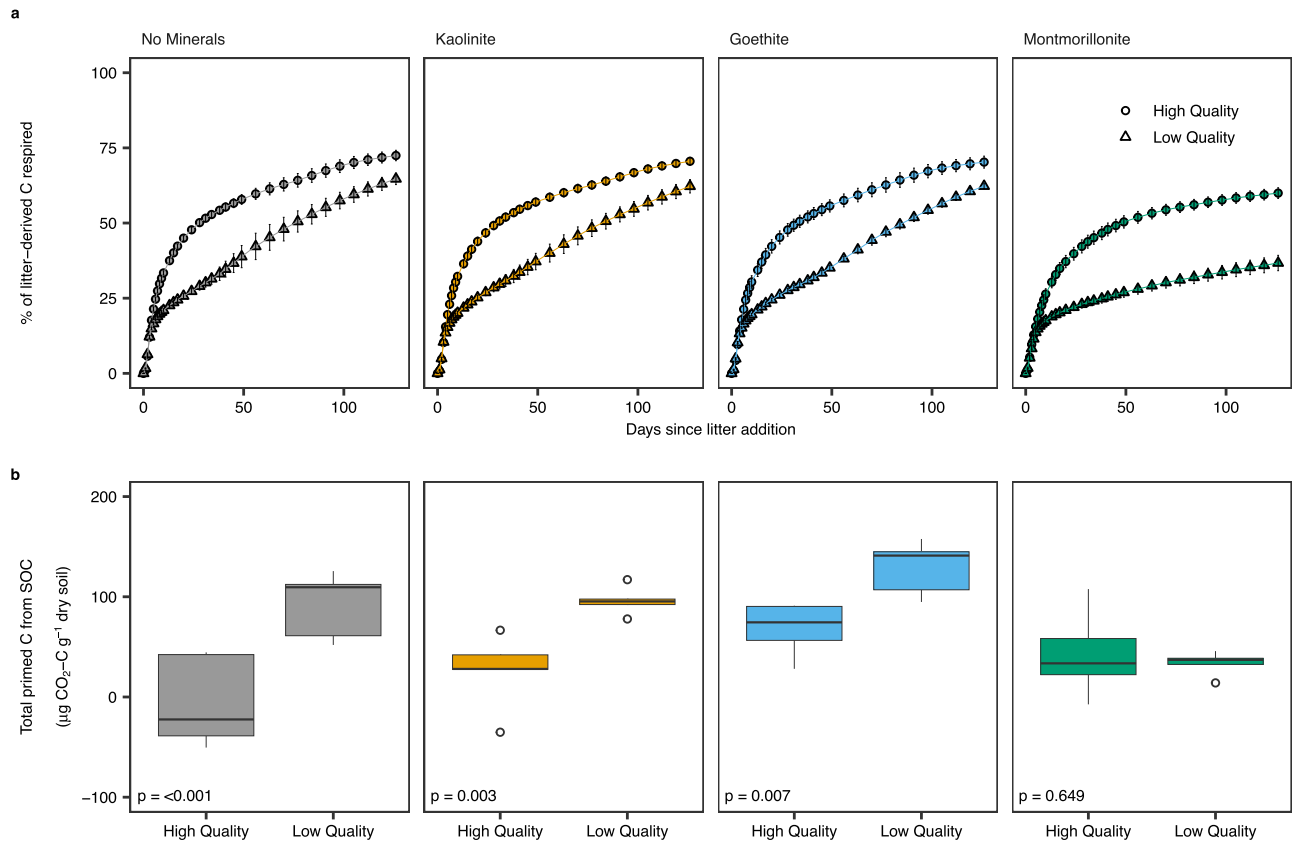 a
No Minerals
Kaolinite
Goethite
Montmorillonite
% of litter−derived C respired
100
75
50
25
0
High Quality
Low Quality
0 50 100
0 50 100
0 50 100
0 50 100
Days since litter addition
b
Total primed C from SOC
(µg CO₂−C g⁻¹ dry soil)
200
100
0
−100
p = <0.001
p = 0.003
p = 0.007
p = 0.649
High Quality Low Quality
High Quality Low Quality
High Quality Low Quality
High Quality Low Quality